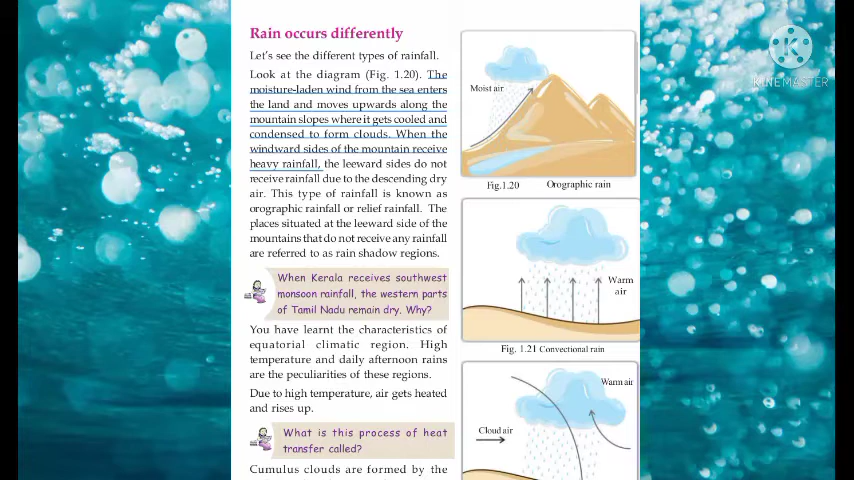 Rain occurs differently
Let's see the different types of rainfall.
Look at the diagram (Fig. 1.20). The
moisture-laden wind from the sea enters
the land and moves upwards along the
mountain slopes where it gets cooled and
condensed to form clouds. When the
windward sides of the mountain receive
heavy rainfall, the leeward sides do not
receive rainfall due to the descending dry
air. This type of rainfall is known as
orographic rainfall or relief rainfall. The
places situated at the leeward side of the
mountains that do not receive any rainfall
are referred to as rain shadow regions.
When Kerala receives southwest
monsoon rainfall, the western parts
of Tamil Nadu remain dry. Why?
You have learnt the characteristics of
equatorial climatic region. High
temperature and daily afternoon rains
are the peculiarities of these regions.
Due to high temperature, air gets heated
and rises up.
What is this process of heat
transfer called?
Cumulus clouds are formed by the
Moist air
Fig.1.20 Orographic rain
Warm
air
Fig. 1.21 Convectional rain
Warm air
Cloud air
K
KINEMASTER